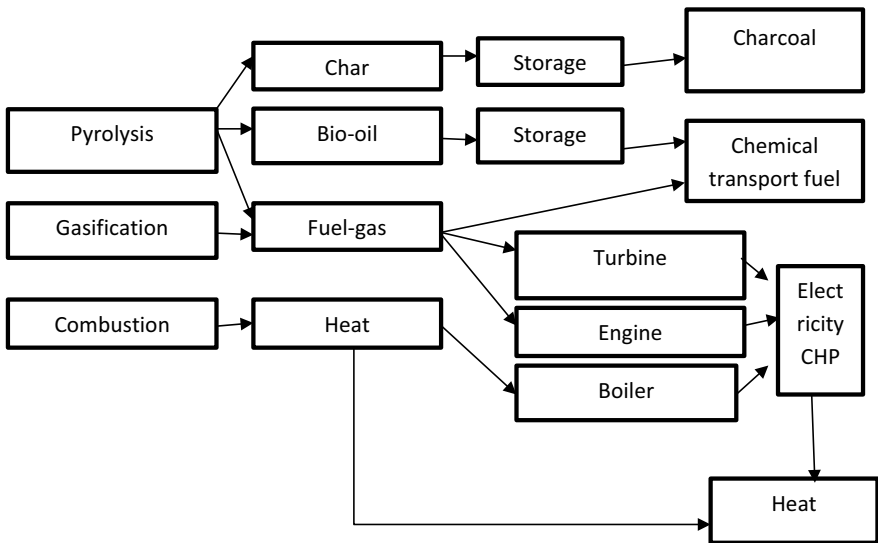 Char
Storage
Charcoal
Pyrolysis
Bio-oil
Storage
Chemical
transport fuel
Gasification
Fuel-gas
Turbine
Combustion
Heat
Engine
Boiler
Elect
ricity
CHP
Heat